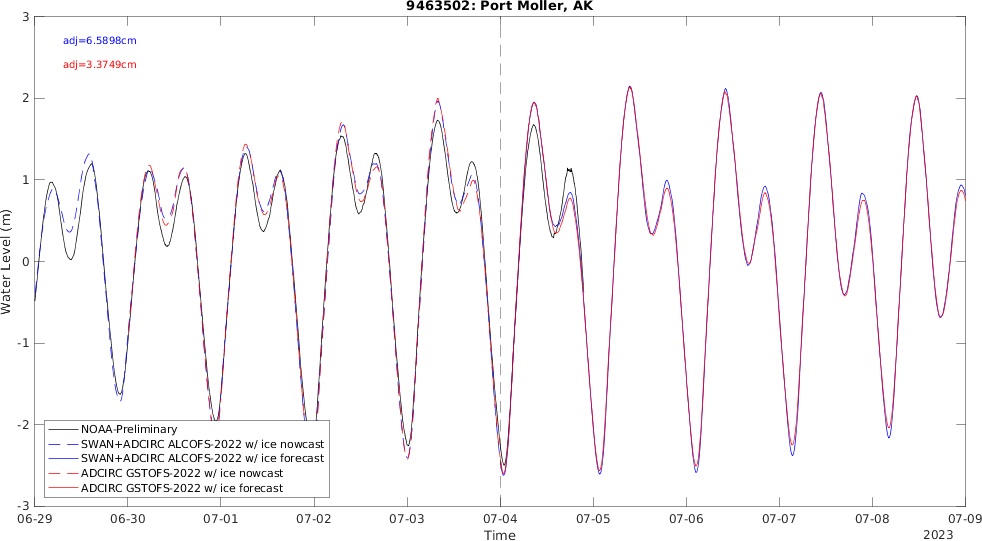 9463502: Port Moller, AK
adj=6.5898cm
adj=3.3749cm
3
2
1
0
-1
-2
-3
Water Level (m)
NOAA-Preliminary
SWAN+ADCIRC ALCOFS-2022 w/ ice nowcast
SWAN+ADCIRC ALCOFS-2022 w/ ice forecast
ADCIRC GSTOFS-2022 w/ ice nowcast
ADCIRC GSTOFS-2022 w/ ice forecast
06-29 06-30 07-01 07-02 07-03 07-04 07-05 07-06 07-07 07-08 07-09
Time
2023